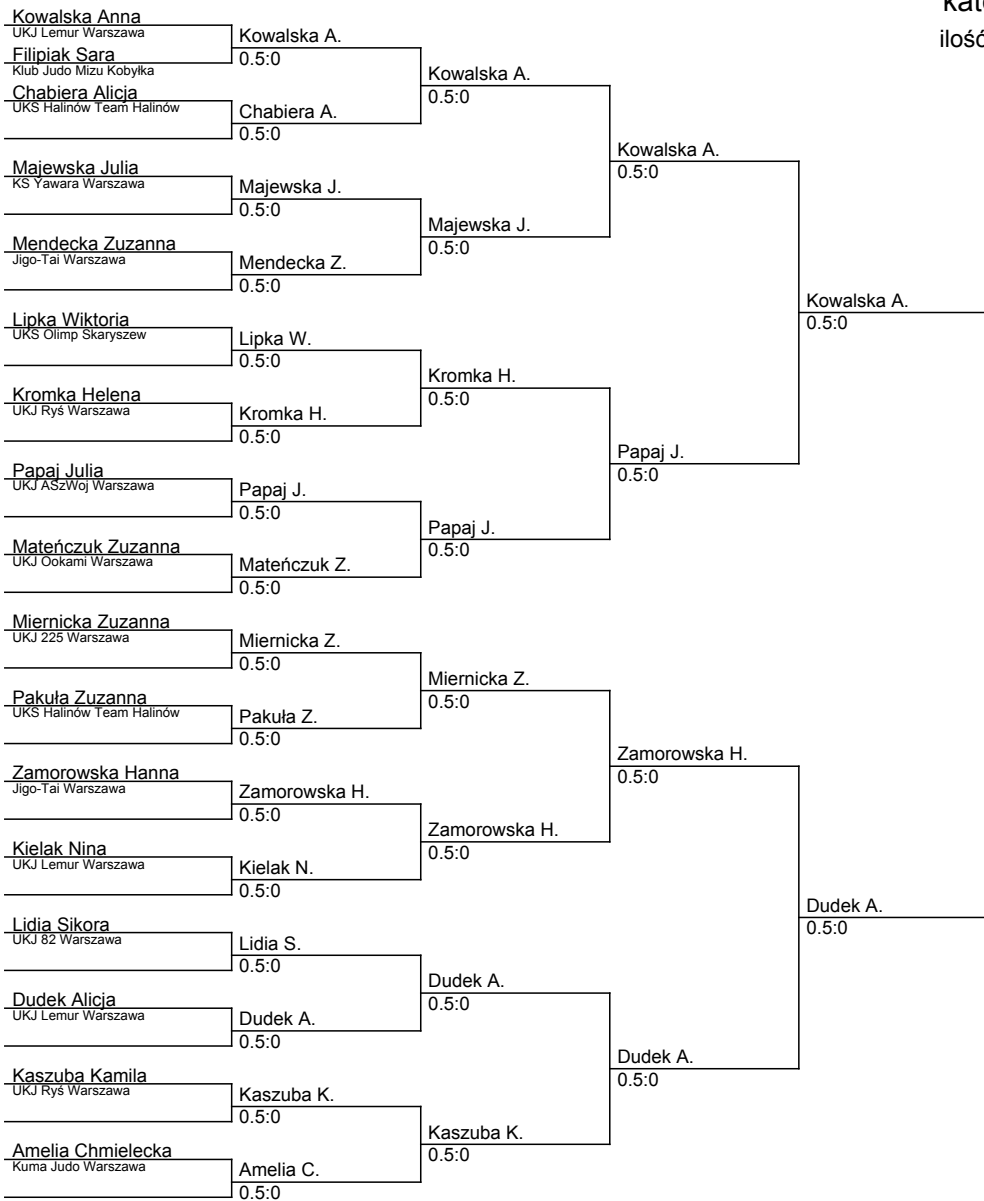 Kowalska Anna
UKJ Lemur Warszawa
Filipiak Sara
Klub Judo Mizu Kobyłka
Chabiera Alicja
UKS Halinów Team Halinów
Majewska Julia
KS Yawara Warszawa
Mendecka Zuzanna
Jigo-Tai Warszawa
Lipka Wiktoria
UKS Olimp Skaryszew
Kromka Helena
UKJ Ryś Warszawa
Papaj Julia
UKJ ASzWoj Warszawa
Mateńczuk Zuzanna
UKJ Ookami Warszawa
Miernicka Zuzanna
UKJ 225 Warszawa
Pakuła Zuzanna
UKS Halinów Team Halinów
Zamorowska Hanna
Jigo-Tai Warszawa
Kielak Nina
UKJ Lemur Warszawa
Lidia Sikora
UKJ 82 Warszawa
Dudek Alicja
UKJ Lemur Warszawa
Kaszuba Kamila
UKJ Ryś Warszawa
Amelia Chmielecka
Kuma Judo Warszawa
Kowalska A.
0.5:0
Chabiera A.
0.5:0
Majewska J.
0.5:0
Mendecka Z.
0.5:0
Lipka W.
0.5:0
Kromka H.
0.5:0
Papaj J.
0.5:0
Mateńczuk Z.
0.5:0
Miernicka Z.
0.5:0
Pakuła Z.
0.5:0
Zamorowska H.
0.5:0
Kielak N.
0.5:0
Lidia S.
0.5:0
Dudek A.
0.5:0
Kaszuba K.
0.5:0
Amelia C.
0.5:0
Kowalska A.
0.5:0
Majewska J.
0.5:0
Kromka H.
0.5:0
Papaj J.
0.5:0
Miernicka Z.
0.5:0
Zamorowska H.
0.5:0
Dudek A.
0.5:0
Kaszuba K.
0.5:0
Kowalska A.
0.5:0
Papaj J.
0.5:0
Zamorowska H.
0.5:0
Dudek A.
0.5:0
Kowalska A.
0.5:0
Dudek A.
0.5:0
ilość